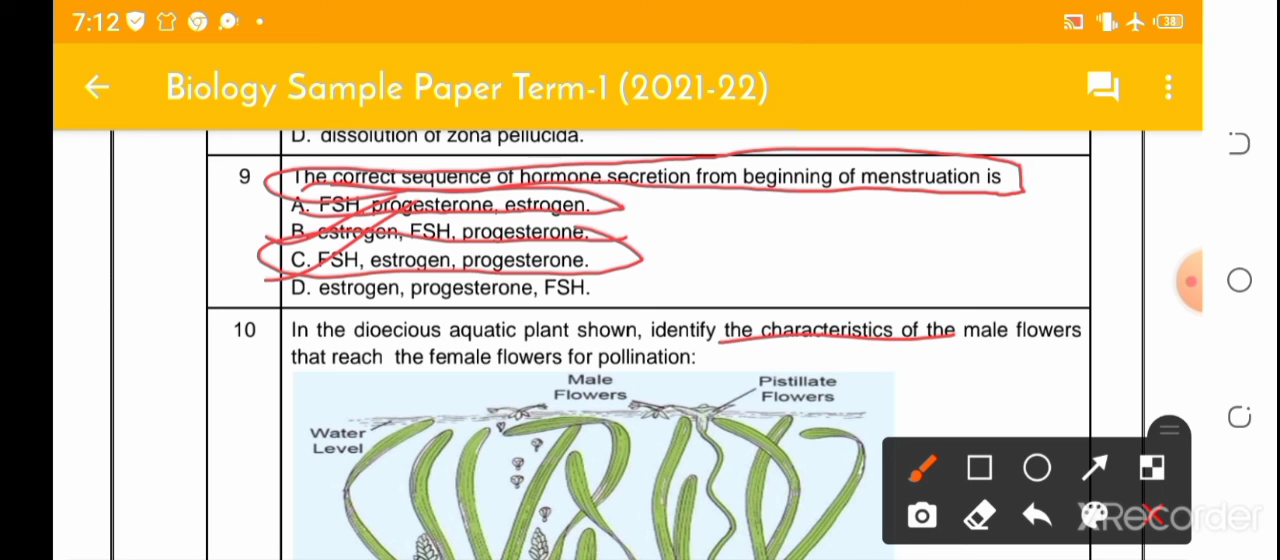 7:12
38
Biology Sample Paper Term-1 (2021-22)
D. dissolution of zona pellucida.
9 The correct sequence of hormone secretion from beginning of menstruation is
A. FSH, progesterone, estrogen.
B. estrogen, FSH, progesterone.
C. FSH, estrogen, progesterone.
D. estrogen, progesterone, FSH.
10 In the dioecious aquatic plant shown, identify the characteristics of the male flowers
that reach the female flowers for pollination:
Male
Flowers
Pistillate
Flowers
Water
Level
XRecorder